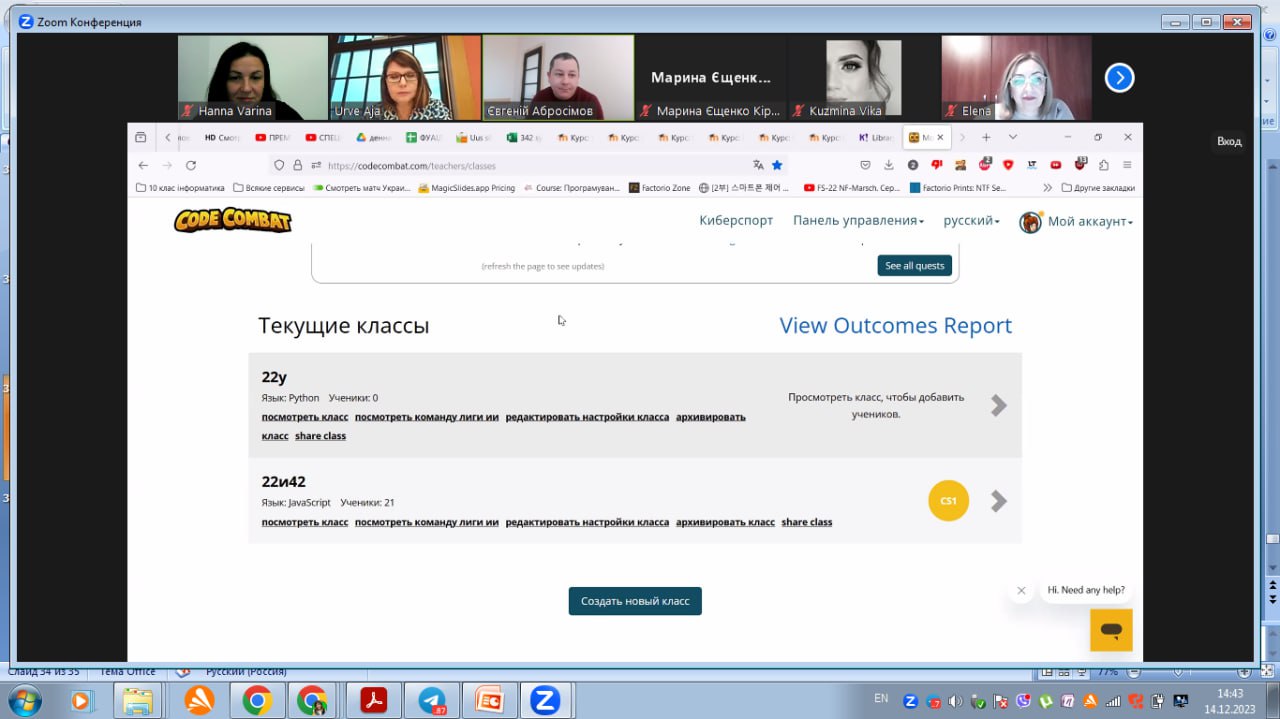 Zoom Конференция
Hanna Varina
Urve Aja
Євгеній Абросімов
Марина Єщенк...
Марина Єщенко Кір...
Kuzmina Vika
Elena
Вход
HD Смот
ПРЕМ
СПЕЦ
денн
ФУАІ
Uus sl
342
Курс
Курс
Курс
Курс
Курс
Курс
Librar
https://codecombat.com/teachers/classes
10 клас інформатика
Всякие сервисы
Смотреть матч Украи...
MagicSlides.app Pricing
Course: Програмуван...
Factorio Zone
[2부] 스마트폰 제어 ...
FS-22 NF-Marsch. Сер...
Factorio Prints: NTF Se...
Другие закладки
CODE COMBAT
Киберспорт
Панель управления
русский
Мой аккаунт
(refresh the page to see updates)
See all quests
Текущие классы
View Outcomes Report
22у
Язык: Python Ученики: 0
посмотреть класс посмотреть команду лиги ии редактировать настройки класса архивировать
класс share class
Просмотреть класс, чтобы добавить
учеников.
22и42
Язык: JavaScript Ученики: 21
посмотреть класс посмотреть команду лиги ии редактировать настройки класса архивировать класс share class
CS1
Создать новый класс
Hi. Need any help?
Слайд 34 из 35
Тема Office
Русский (Россия)
77%
EN
14:43
14.12.2023